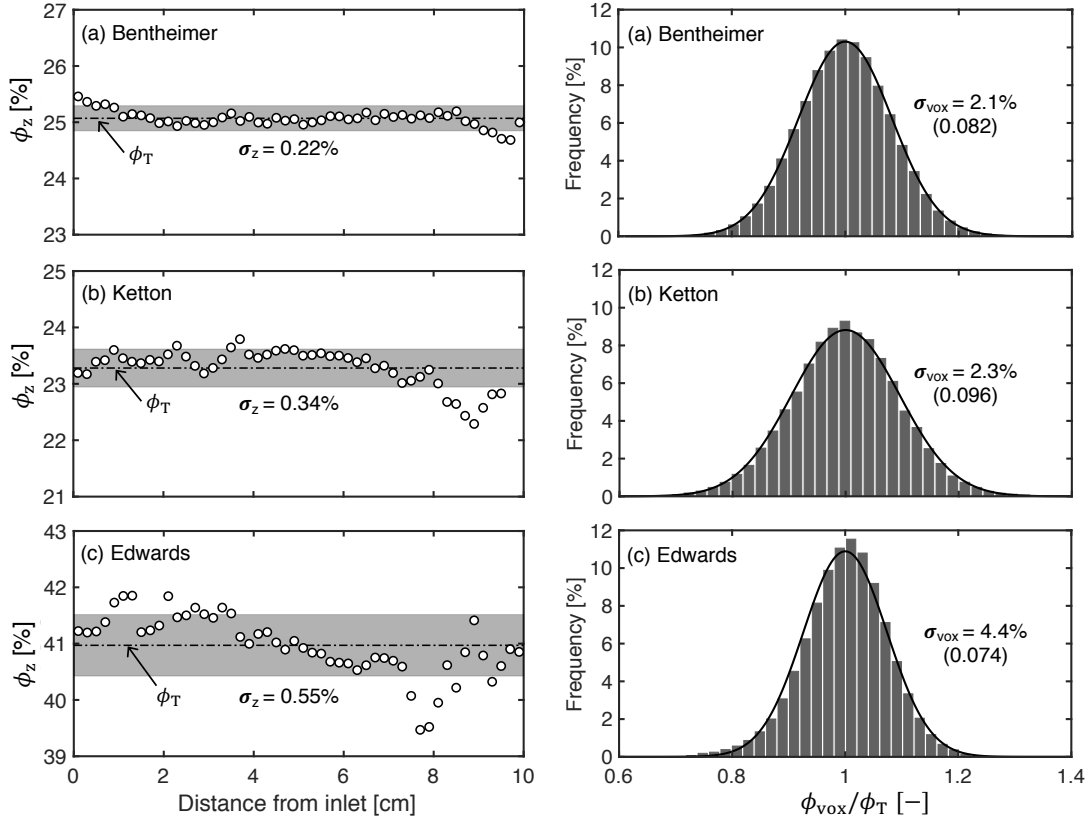 27
26
25
24
23
ϕz [%]
(a) Bentheimer
ϕT
σz = 0.22%
12
10
8
6
4
2
0
Frequency [%]
(a) Bentheimer
σvox = 2.1%
(0.082)
25
24
23
22
21
ϕz [%]
(b) Ketton
ϕT
σz = 0.34%
12
10
8
6
4
2
0
Frequency [%]
(b) Ketton
σvox = 2.3%
(0.096)
43
42
41
40
39
ϕz [%]
(c) Edwards
ϕT
σz = 0.55%
0 2 4 6 8 10
Distance from inlet [cm]
12
10
8
6
4
2
0
Frequency [%]
(c) Edwards
σvox = 4.4%
(0.074)
0.6 0.8 1 1.2 1.4
ϕvox/ϕT [−]